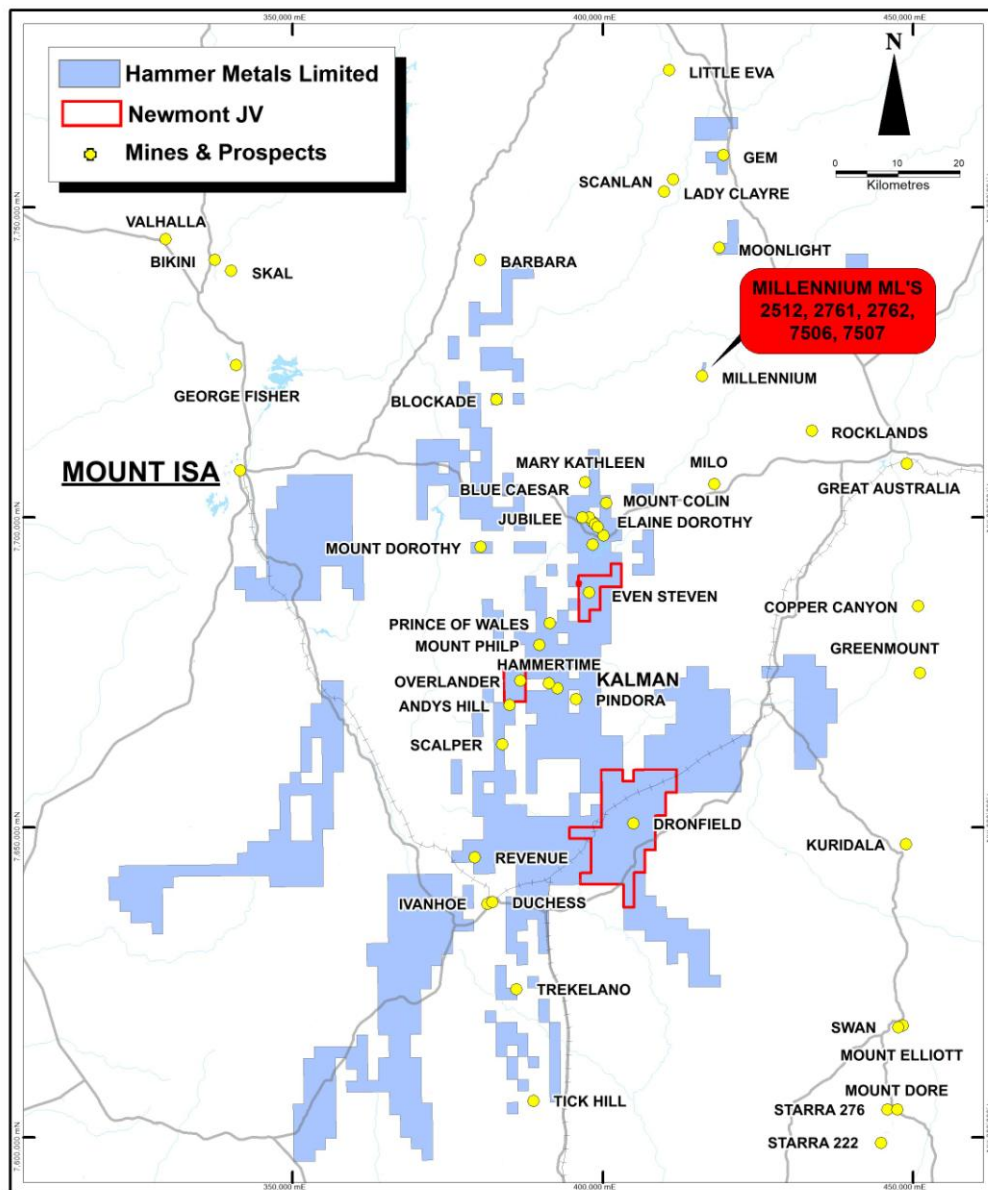 350,000 mE
400,000 mE
450,000 mE
Hammer Metals Limited
Newmont JV
Mines & Prospects
N
0
10
20
Kilometres
LITTLE EVA
GEM
SCANLAN
LADY CLAYRE
7,750,000 mN
VALHALLA
BIKINI
SKAL
BARBARA
MOONLIGHT
MILLENNIUM ML'S
2512, 2761, 2762,
7506, 7507
MILLENNIUM
GEORGE FISHER
BLOCKADE
ROCKLANDS
MOUNT ISA
MARY KATHLEEN
MILO
BLUE CAESAR
GREAT AUSTRALIA
MOUNT COLIN
JUBILEE
ELAINE DOROTHY
7,700,000 mN
MOUNT DOROTHY
EVEN STEVEN
COPPER CANYON
PRINCE OF WALES
MOUNT PHILP
GREENMOUNT
HAMMERTIME
OVERLANDER
KALMAN
PINDORA
ANDYS HILL
SCALPER
DRONFIELD
7,650,000 mN
KURIDALA
REVENUE
IVANHOE
DUCHESS
TREKELANO
SWAN
MOUNT ELLIOTT
MOUNT DORE
TICK HILL
STARRA 276
STARRA 222
7,600,000 mN
350,000 mE
400,000 mE
450,000 mE